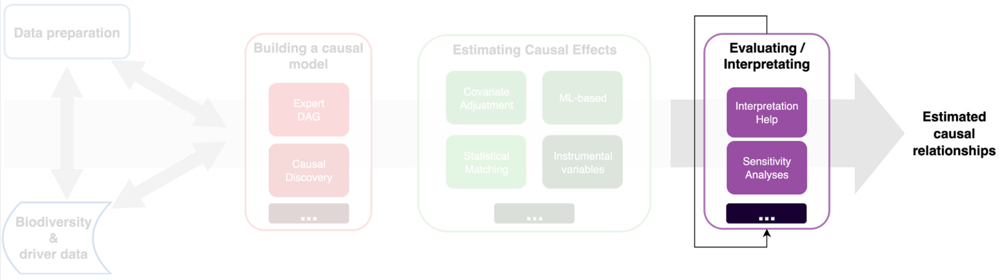 Data preparation
Biodiversity
&
driver data
Building a causal
model
Expert
DAG
Causal
Discovery
...
Estimating Causal Effects
Covariate
Adjustment
ML-based
Statistical
Matching
Instrumental
variables
...
Evaluating /
Interpretating
Interpretation
Help
Sensitivity
Analyses
...
Estimated
causal
relationships